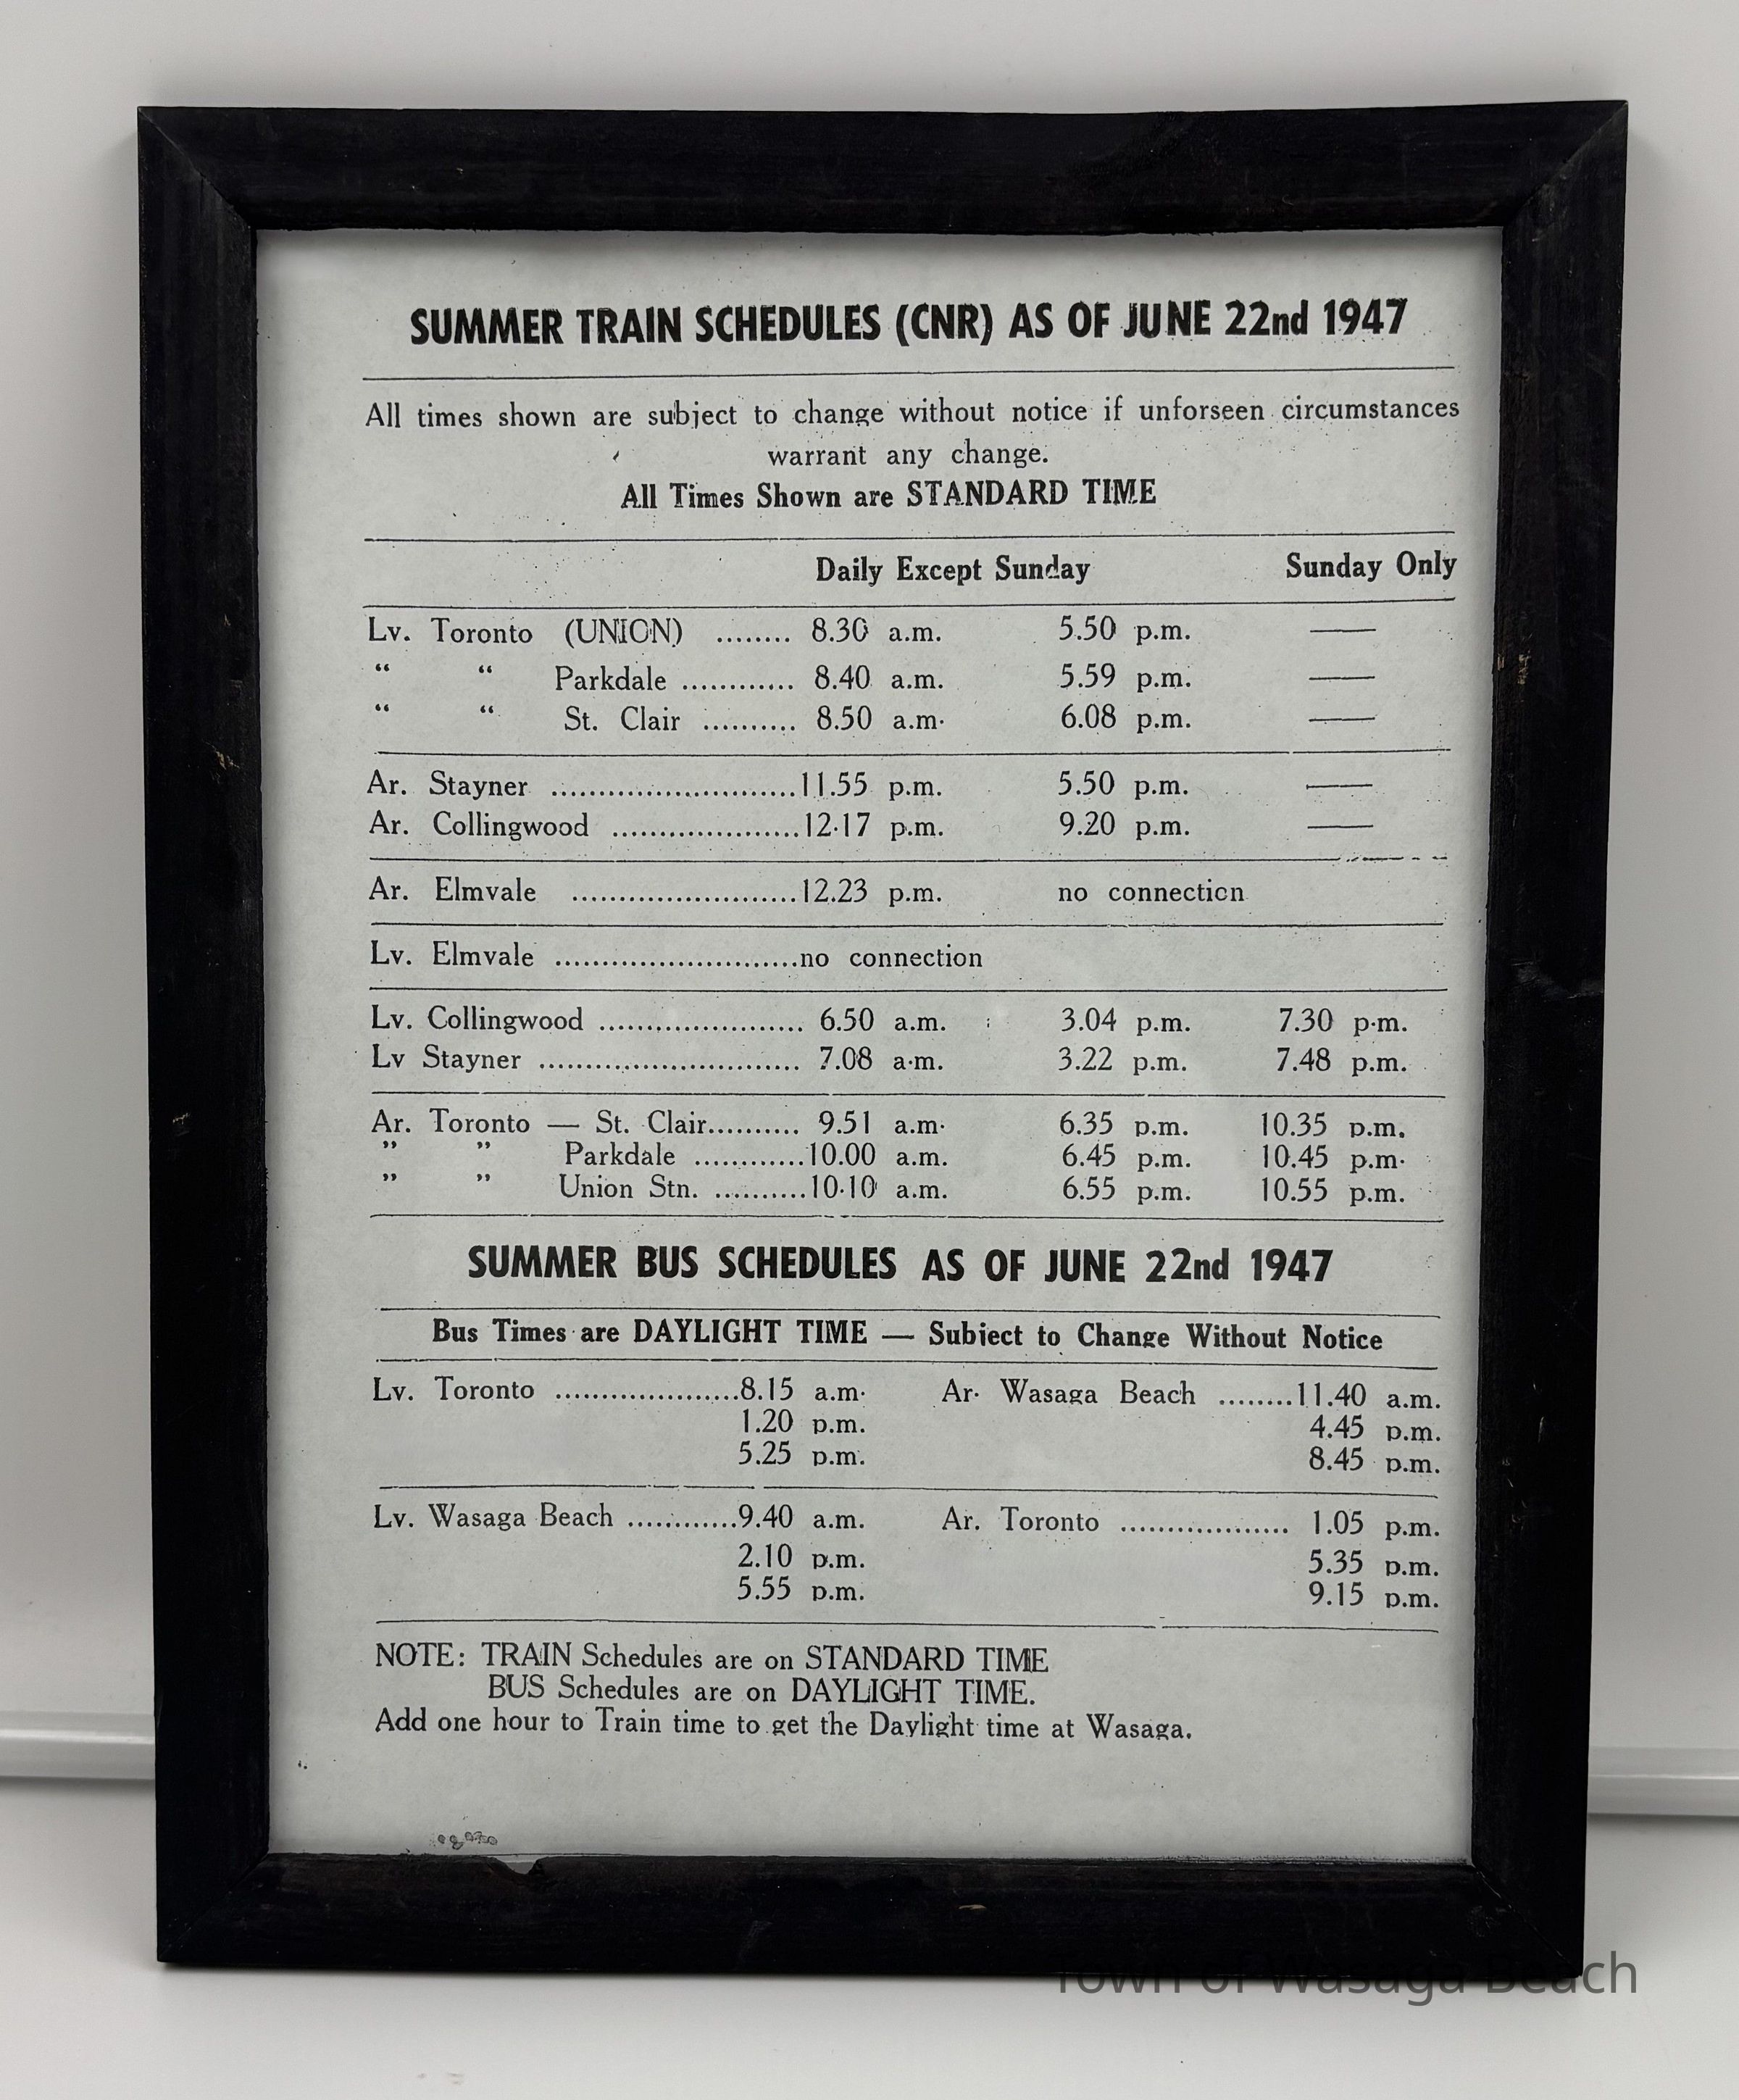 SUMMER TRAIN SCHEDULES (CNR) AS OF JUNE 22nd 1947
All times shown are subject to change without notice if unforseen circumstances
warrant any change.
All Times Shown are STANDARD TIME
Daily Except Sunday Sunday Only
Lv. Toronto (UNION) ........ 8.30 a.m. 5.50 p.m. ——
“ “ Parkdale ............ 8.40 a.m. 5.59 p.m. ——
“ “ St. Clair .......... 8.50 a.m. 6.08 p.m. ——
Ar. Stayner ..........................11.55 p.m. 5.50 p.m. ——
Ar. Collingwood ....................12.17 p.m. 9.20 p.m. ——
Ar. Elmvale ........................12.23 p.m. no connection
Lv. Elmvale ..........................no connection
Lv. Collingwood ...................... 6.50 a.m. 3.04 p.m. 7.30 p.m.
Lv Stayner ............................ 7.08 a.m. 3.22 p.m. 7.48 p.m.
Ar. Toronto — St. Clair.......... 9.51 a.m. 6.35 p.m. 10.35 p.m.
” ” Parkdale ............10.00 a.m. 6.45 p.m. 10.45 p.m.
” ” Union Stn. ..........10.10 a.m. 6.55 p.m. 10.55 p.m.
SUMMER BUS SCHEDULES AS OF JUNE 22nd 1947
Bus Times are DAYLIGHT TIME — Subject to Change Without Notice
Lv. Toronto ....................8.15 a.m. Ar. Wasaga Beach ........11.40 a.m.
1.20 p.m. 4.45 p.m.
5.25 p.m. 8.45 p.m.
Lv. Wasaga Beach ............9.40 a.m. Ar. Toronto .................. 1.05 p.m.
2.10 p.m. 5.35 p.m.
5.55 p.m. 9.15 p.m.
NOTE: TRAIN Schedules are on STANDARD TIME
BUS Schedules are on DAYLIGHT TIME.
Add one hour to Train time to get the Daylight time at Wasaga.
Town of Wasaga Beach